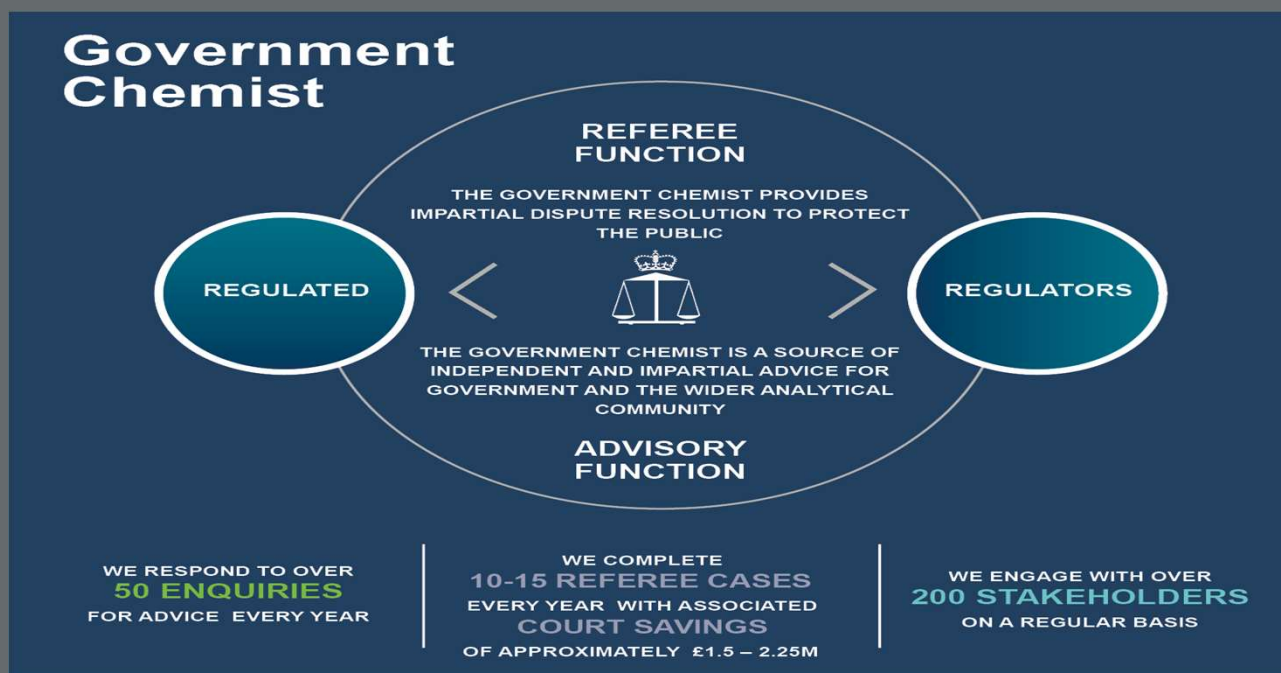 Government
Chemist
REFEREE
FUNCTION
THE GOVERNMENT CHEMIST PROVIDES
IMPARTIAL DISPUTE RESOLUTION TO PROTECT
THE PUBLIC
REGULATED
REGULATORS
THE GOVERNMENT CHEMIST IS A SOURCE OF
INDEPENDENT AND IMPARTIAL ADVICE FOR
GOVERNMENT AND THE WIDER ANALYTICAL
COMMUNITY
ADVISORY
FUNCTION
WE RESPOND TO OVER
50 ENQUIRIES
FOR ADVICE EVERY YEAR
WE COMPLETE
10-15 REFEREE CASES
EVERY YEAR WITH ASSOCIATED
COURT SAVINGS
OF APPROXIMATELY £1.5 – 2.25M
WE ENGAGE WITH OVER
200 STAKEHOLDERS
ON A REGULAR BASIS